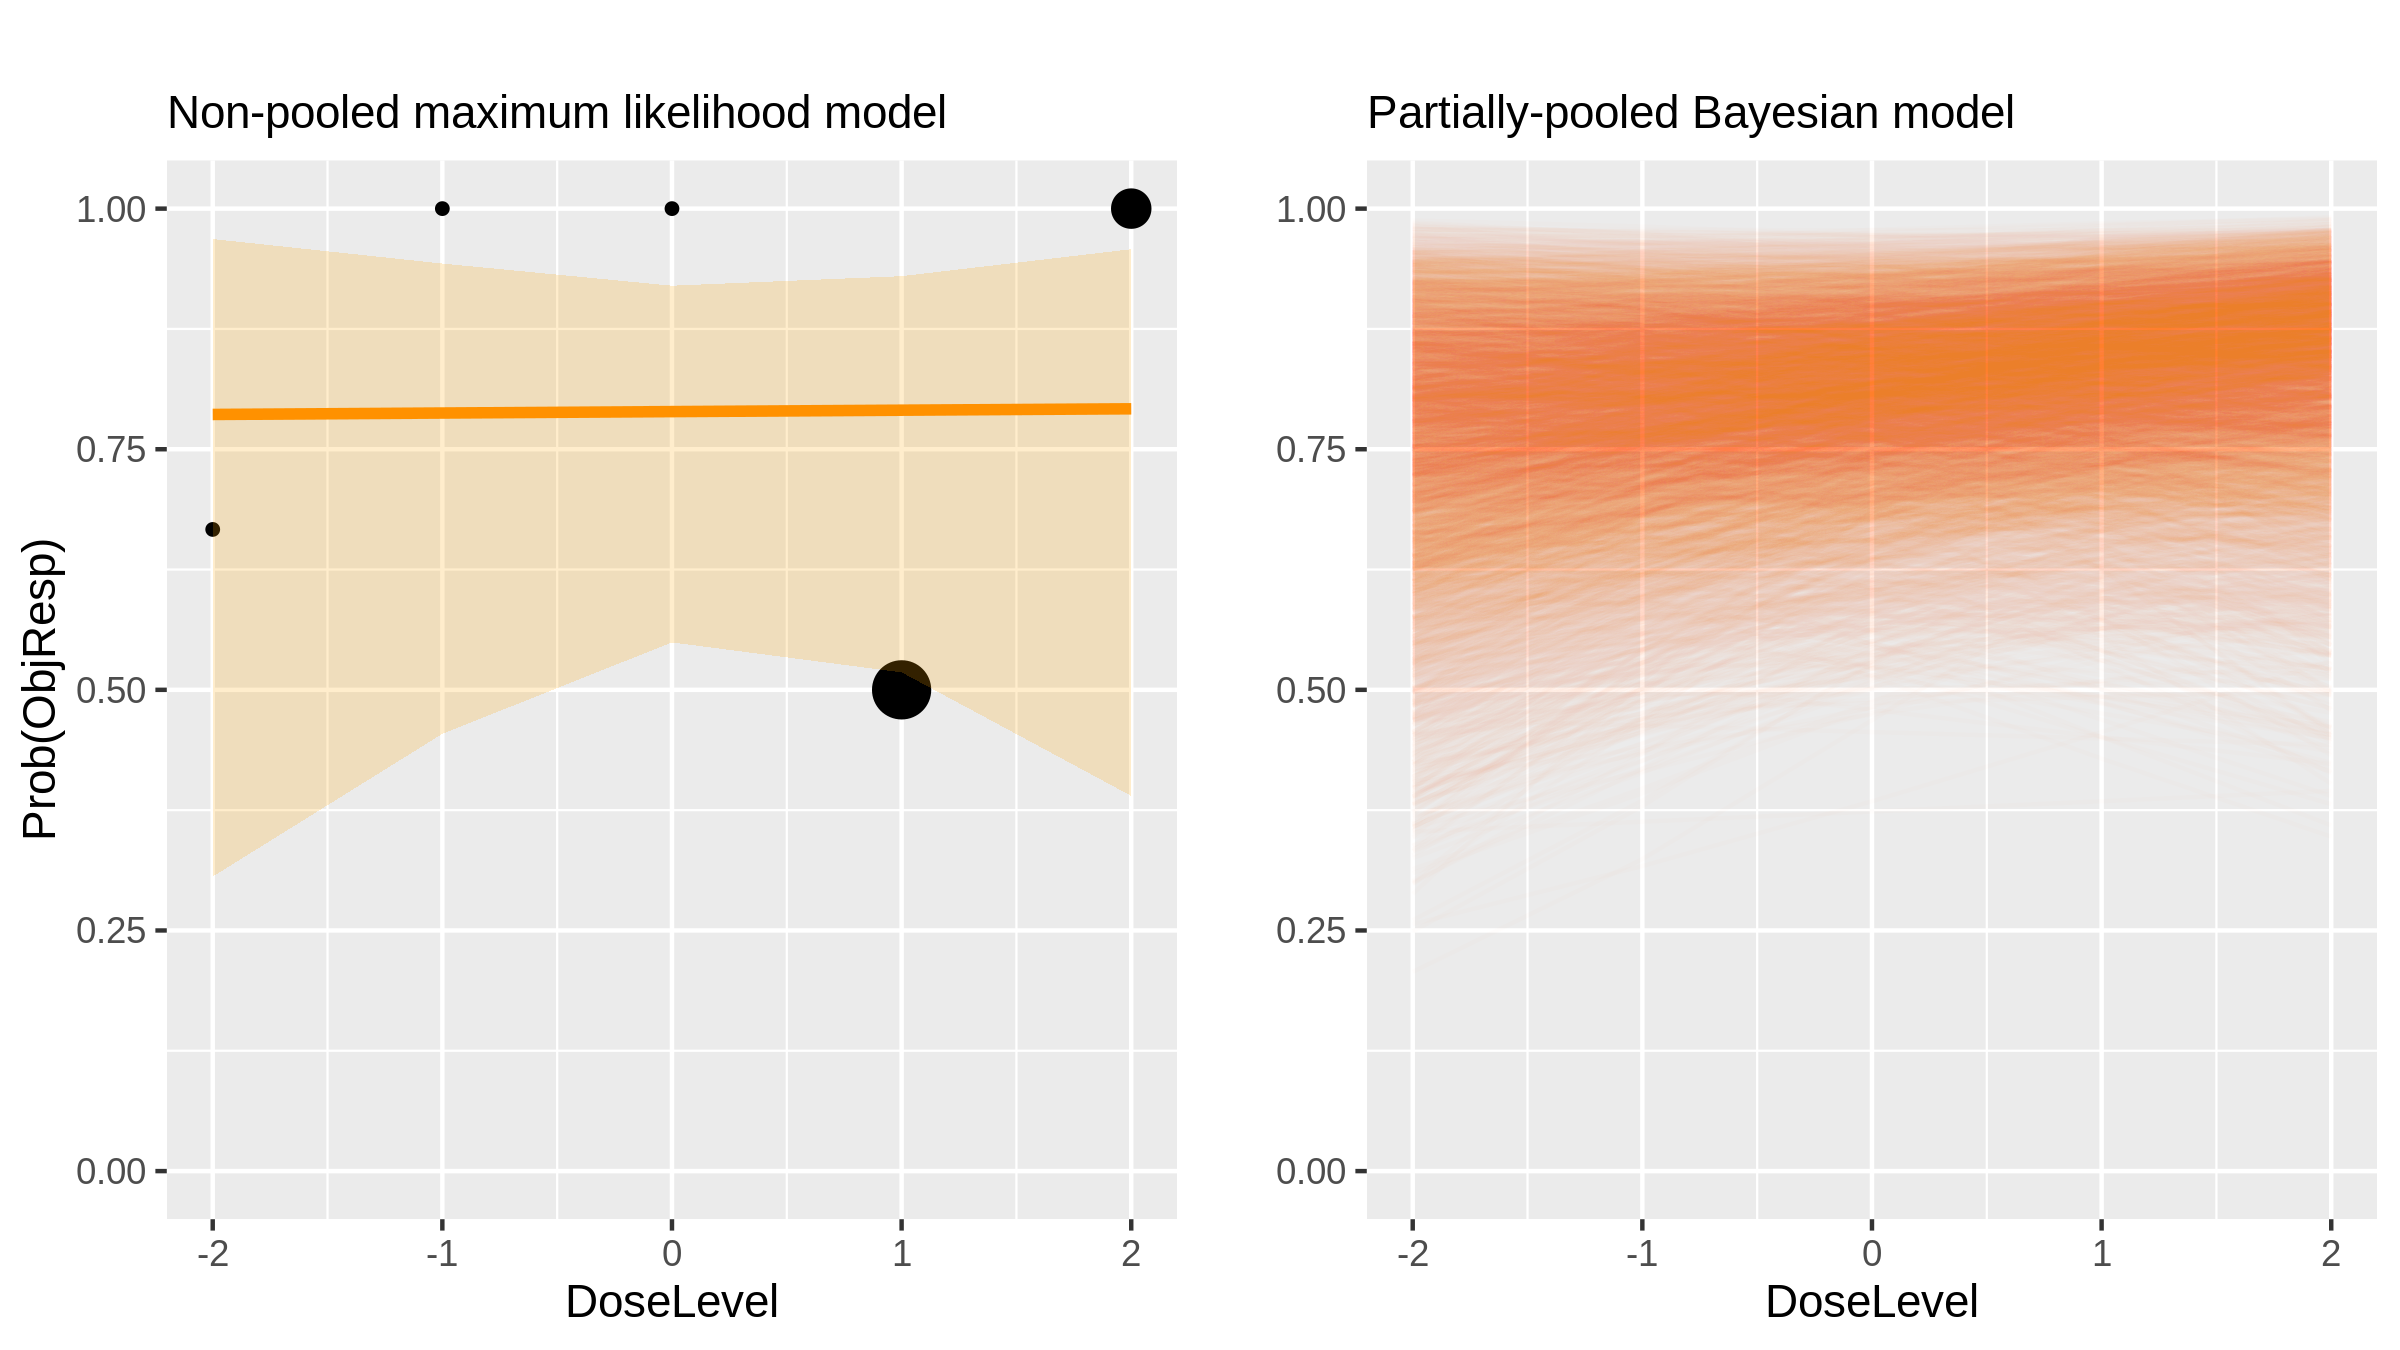 Non-pooled maximum likelihood model
Prob(ObjResp)
1.00
0.75
0.50
0.25
0.00
-2 -1 0 1 2
DoseLevel
Partially-pooled Bayesian model
1.00
0.75
0.50
0.25
0.00
-2 -1 0 1 2
DoseLevel